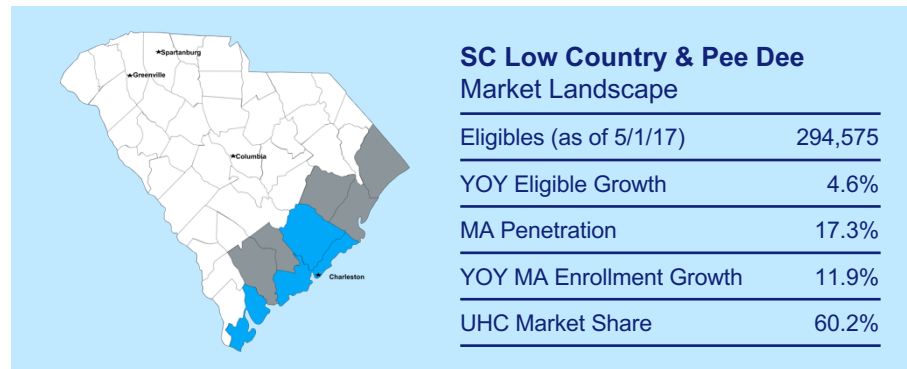 Spartanburg
Greenville
Columbia
Charleston
SC Low Country & Pee Dee
Market Landscape
Eligibles (as of 5/1/17) 294,575
YOY Eligible Growth 4.6%
MA Penetration 17.3%
YOY MA Enrollment Growth 11.9%
UHC Market Share 60.2%